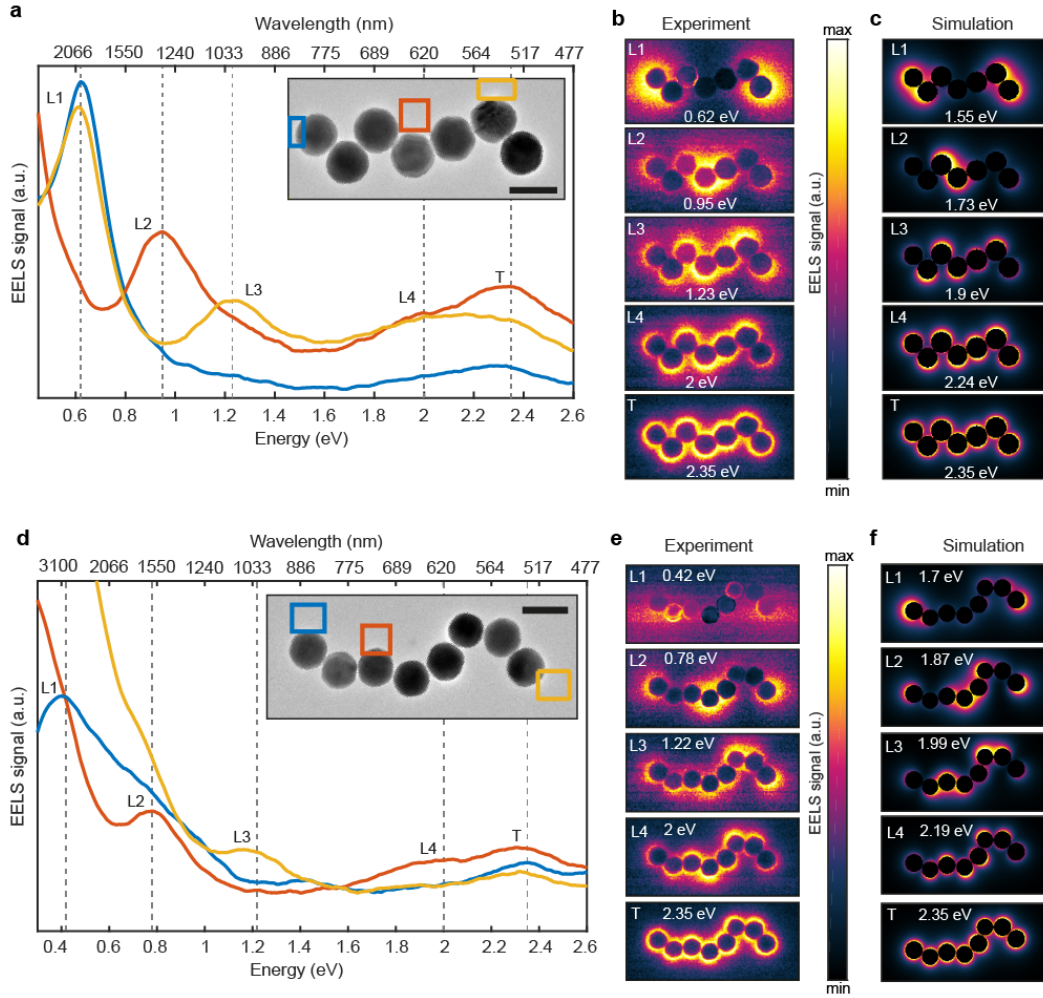 a
Wavelength (nm)
2066 1550 1240 1033 886 775 689 620 564 517 477
L1
L2
L3
L4
T
EELS signal (a.u.)
0.6 0.8 1 1.2 1.4 1.6 1.8 2 2.2 2.4 2.6
Energy (eV)
b Experiment
L1
0.62 eV
L2
0.95 eV
L3
1.23 eV
L4
2 eV
T
2.35 eV
max
EELS signal (a.u.)
min
c Simulation
L1
1.55 eV
L2
1.73 eV
L3
1.9 eV
L4
2.24 eV
T
2.35 eV
d
Wavelength (nm)
3100 2066 1550 1240 1033 886 775 689 620 564 517 477
L1
L2
L3
L4
T
EELS signal (a.u.)
0.4 0.6 0.8 1 1.2 1.4 1.6 1.8 2 2.2 2.4 2.6
Energy (eV)
e Experiment
L1 0.42 eV
L2 0.78 eV
L3 1.22 eV
L4 2 eV
T 2.35 eV
max
EELS signal (a.u.)
min
f Simulation
L1 1.7 eV
L2 1.87 eV
L3 1.99 eV
L4 2.19 eV
T 2.35 eV